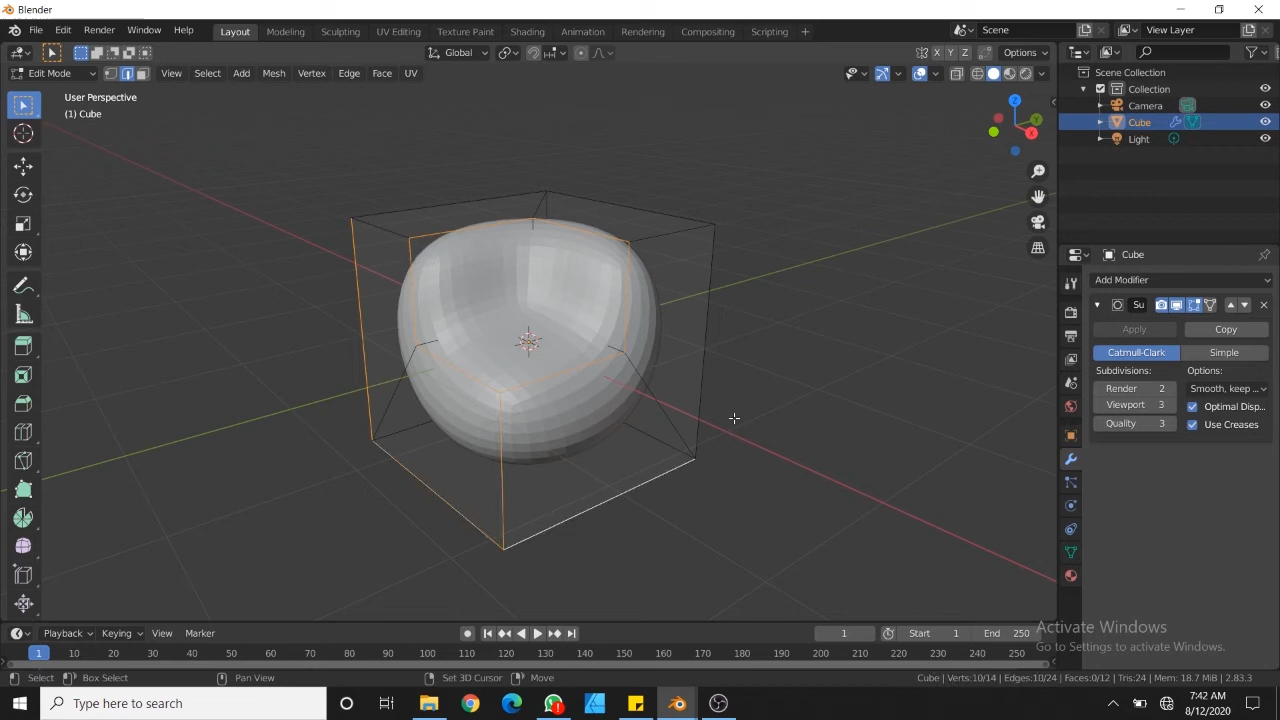 Blender
File Edit Render Window Help Layout Modeling Sculpting UV Editing Texture Paint Shading Animation Rendering Compositing Scripting + Scene View Layer
Global X Y Z Options
Edit Mode View Select Add Mesh Vertex Edge Face UV
User Perspective
(1) Cube
X
Y
Z
Scene Collection
Collection
Camera
Cube
Light
Cube
Add Modifier
Su
Apply Copy
Catmull-Clark Simple
Subdivisions: Options:
Render 2 Smooth, keep ...
Viewport 3 Optimal Disp...
Quality 3 Use Creases
Activate Windows
Go to Settings to activate Windows.
Playback Keying View Marker 1 Start 1 End 250
1 10 20 30 40 50 60 70 80 90 100 110 120 130 140 150 160 170 180 190 200 210 220 230 240 250
Select Box Select Pan View Set 3D Cursor Move Cube | Verts:10/14 | Edges:10/24 | Faces:0/12 | Tris:24 | Mem: 18.7 MiB | 2.83.3
Type here to search
7:42 AM
8/12/2020